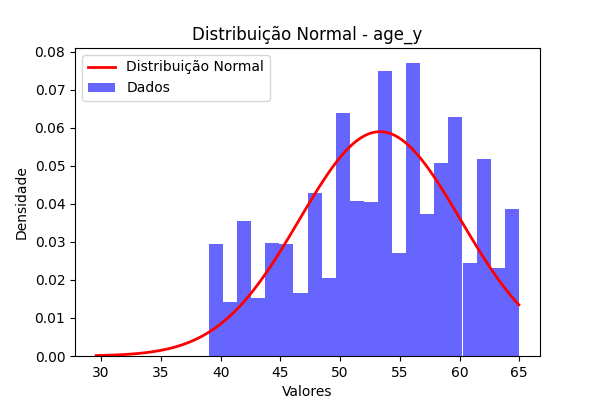 Distribuição Normal - age_y
Distribuição Normal
Dados
0.08
0.07
0.06
0.05
0.04
0.03
0.02
0.01
0.00
Densidade
30 35 40 45 50 55 60 65
Valores